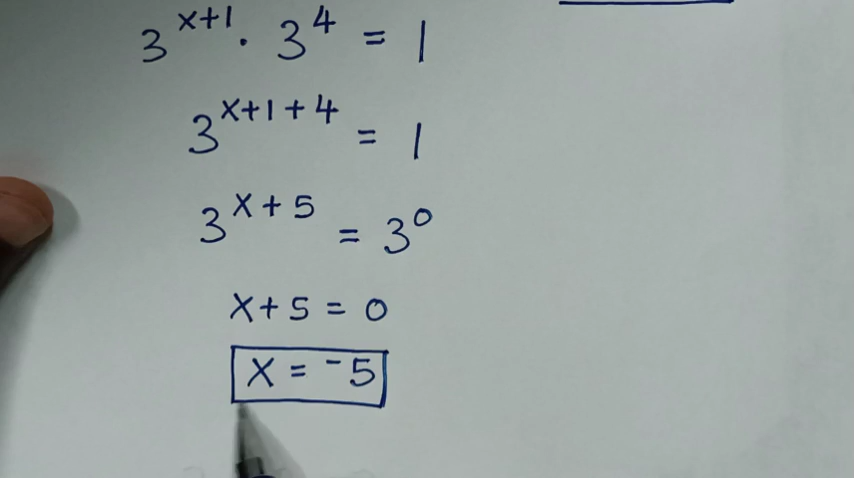 3^{x+1} · 3^4 = 1
3^{x+1+4} = 1
3^{x+5} = 3^0
x+5 = 0
x = ⁻5